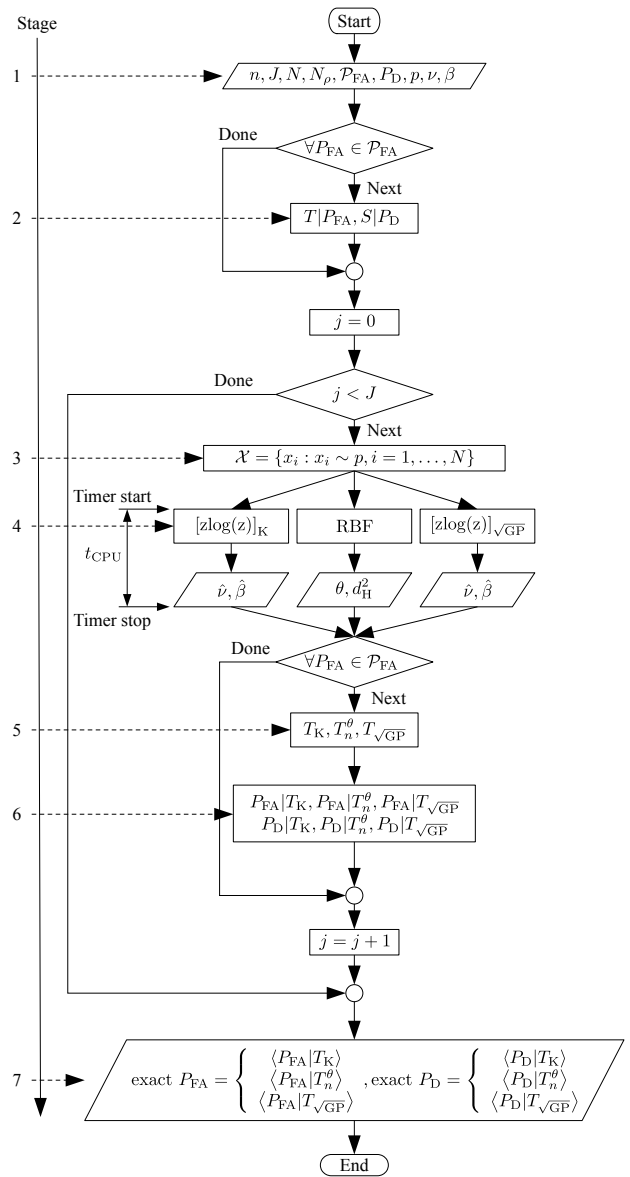 Stage
Start
1
n, J, N, N_ρ, 𝒫_FA, P_D, p, ν, β
Done
∀P_FA ∈ 𝒫_FA
Next
2
T|P_FA, S|P_D
j = 0
Done
j < J
Next
3
𝒳 = {x_i : x_i ∼ p, i = 1, . . . , N}
Timer start
4
[zlog(z)]_K
RBF
[zlog(z)]_√GP
t_CPU
ν̂, β̂
θ, d_H^2
ν̂, β̂
Timer stop
Done
∀P_FA ∈ 𝒫_FA
Next
5
T_K, T_n^θ, T_√GP
6
P_FA|T_K, P_FA|T_n^θ, P_FA|T_√GP
P_D|T_K, P_D|T_n^θ, P_D|T_√GP
j = j + 1
7
exact P_FA = { ⟨P_FA|T_K⟩ ⟨P_FA|T_n^θ⟩ ⟨P_FA|T_√GP⟩ , exact P_D = { ⟨P_D|T_K⟩ ⟨P_D|T_n^θ⟩ ⟨P_D|T_√GP⟩
End